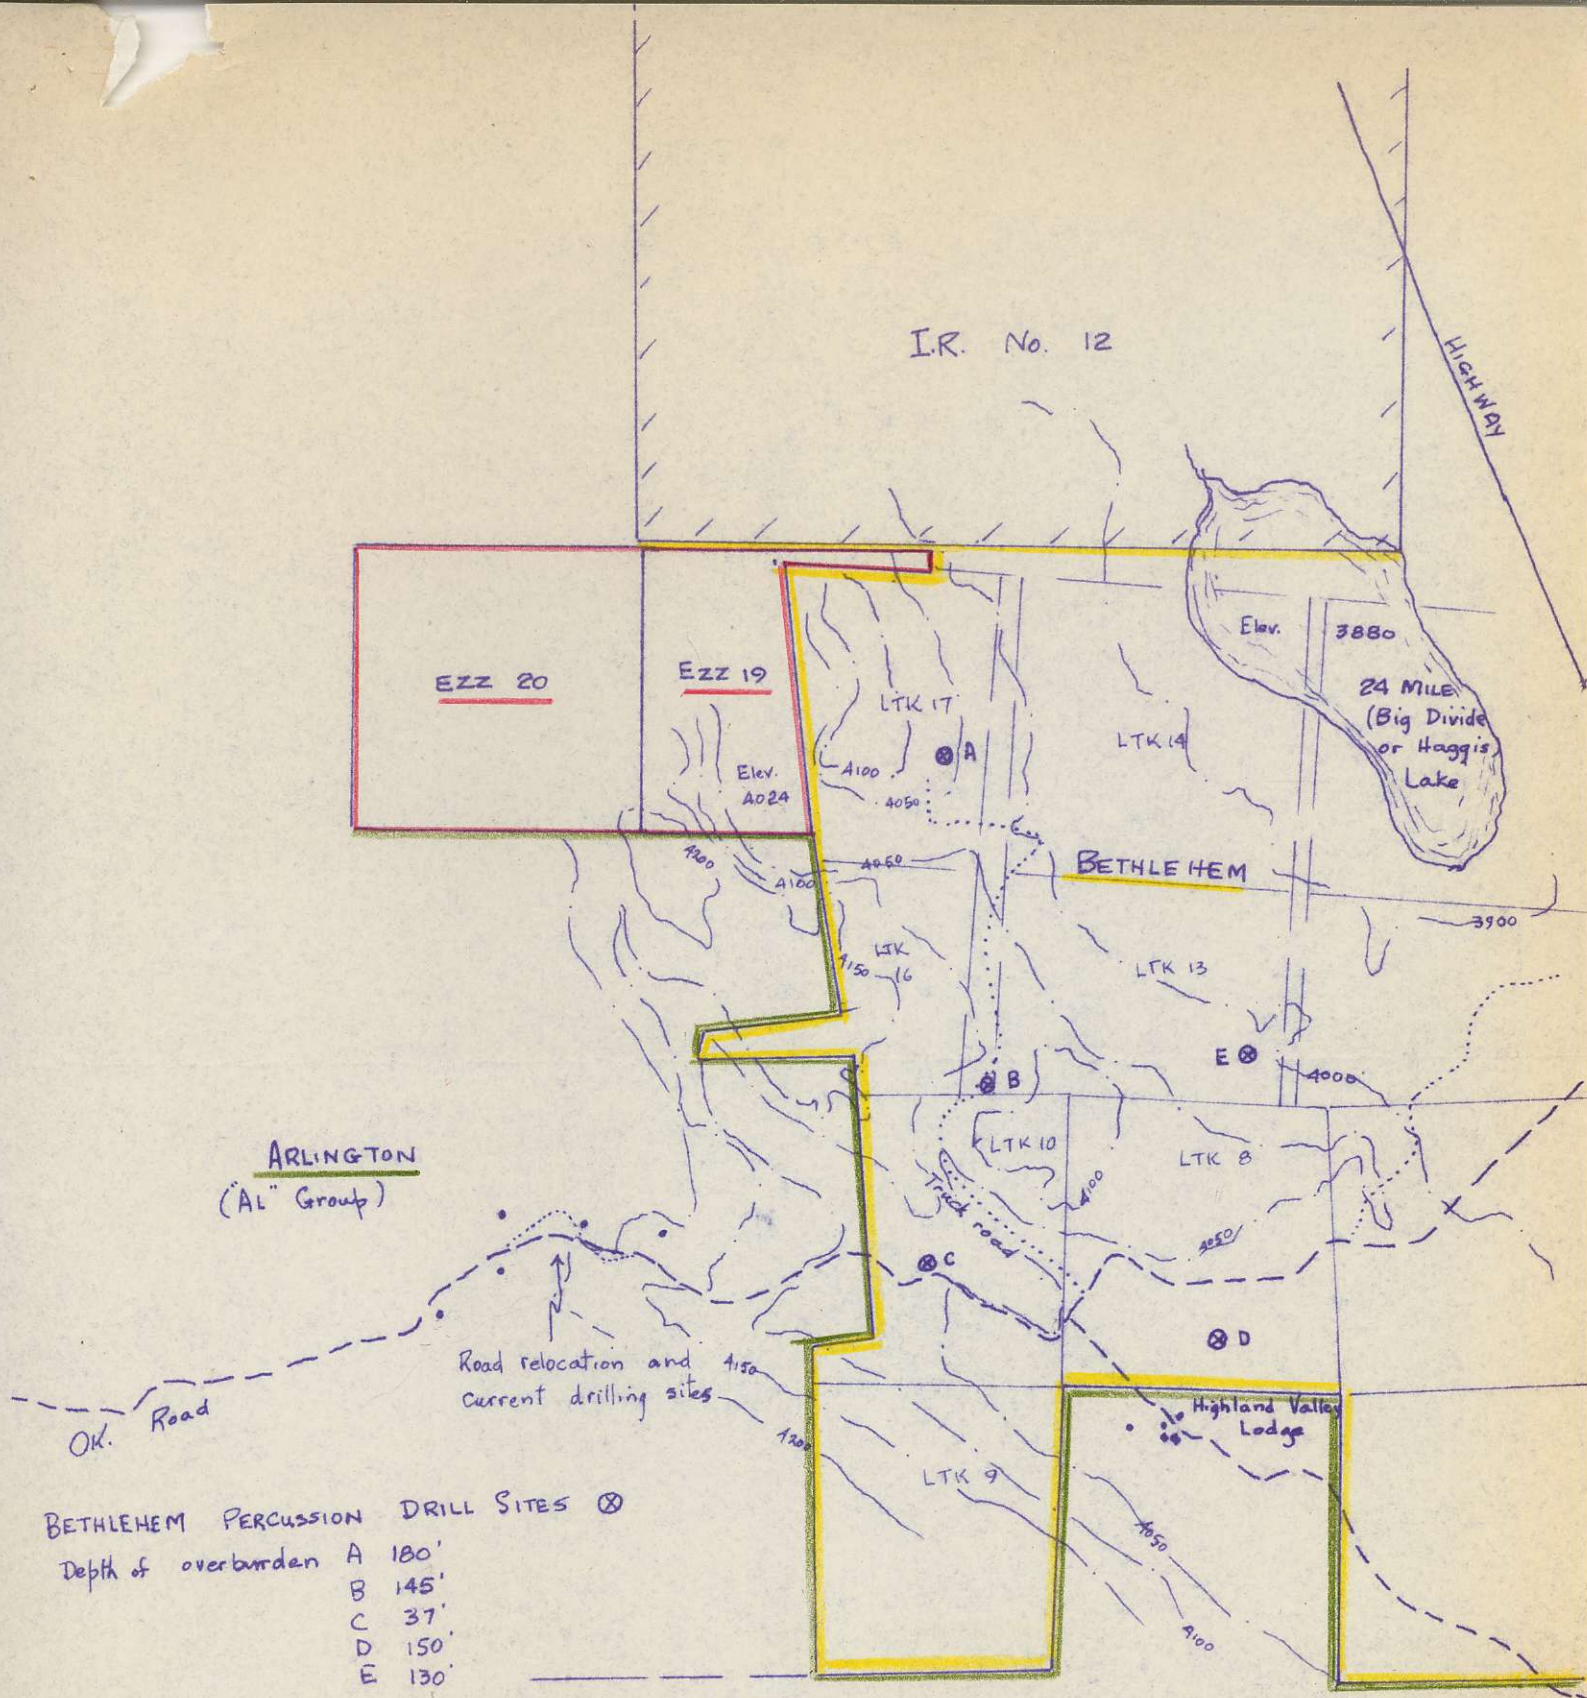 I.R. No. 12
HIGHWAY
Elev. 3880
24 MILE
(Big Divide
or Haggis)
Lake
EZZ 20
EZZ 19
Elev.
4024
LTK 17
A
LTK 14
4100
4050
4200
4100
4050
BETHLEHEM
3900
LTK
16
4150
LTK 13
E
4000
B
LTK 10
LTK 8
4100
Truck road
4050
ARLINGTON
("AL" Group)
C
D
Road relocation and
current drilling sites
4150
4200
OK. Road
Highland Valley
Lodge
LTK 9
4050
4100
BETHLEHEM PERCUSSION DRILL SITES ⊗
Depth of overburden A 180'
B 145'
C 37'
D 150'
E 130'